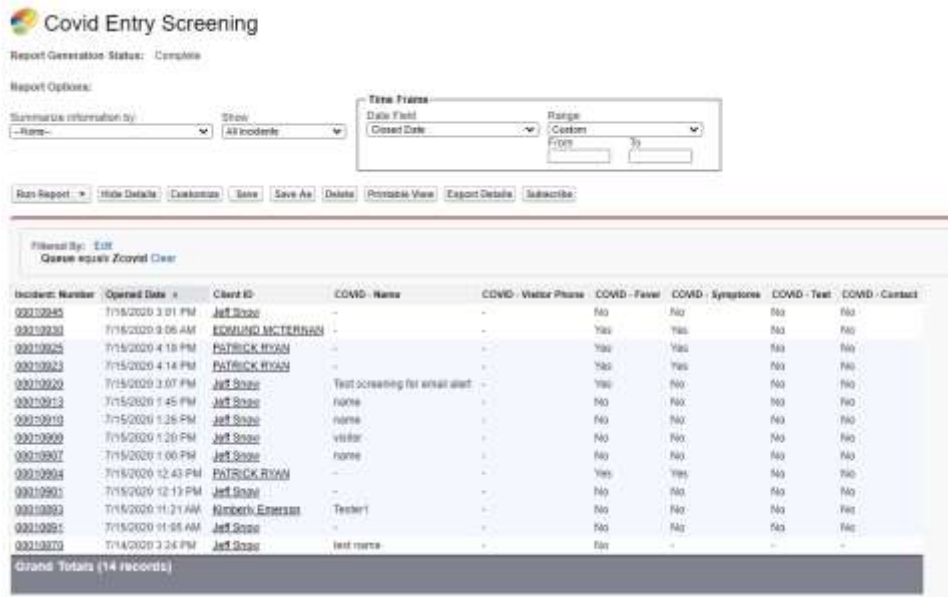 Covid Entry Screening
Report Generation Status: Complete
Report Options:
Time Frame
Summarize information by: Show Date Field Range
--None-- All Incidents Closed Date Custom
From To
Run Report Hide Details Customize Save Save As Delete Printable View Export Details Subscribe
Filtered By: Edit
Queue equals Zcovid Clear
Incident: Number Opened Date Client ID COVID - Name COVID - Visitor Phone COVID - Fever COVID - Symptoms COVID - Test COVID - Contact
00010945 7/16/2020 3:01 PM Jeff Snow - - No No No No
00010930 7/16/2020 9:06 AM EDMUND MCTERNAN - - Yes Yes No No
00010925 7/15/2020 4:18 PM PATRICK RYAN - - Yes Yes No No
00010923 7/15/2020 4:14 PM PATRICK RYAN - - Yes Yes No No
00010920 7/15/2020 3:07 PM Jeff Snow Test screening for email alert - Yes No No No
00010913 7/15/2020 1:45 PM Jeff Snow name - No No No No
00010910 7/15/2020 1:26 PM Jeff Snow name - No No No No
00010909 7/15/2020 1:20 PM Jeff Snow visitor - No No No No
00010907 7/15/2020 1:00 PM Jeff Snow name - No No No No
00010904 7/15/2020 12:43 PM PATRICK RYAN - - Yes Yes No No
00010901 7/15/2020 12:13 PM Jeff Snow - - No No No No
00010893 7/15/2020 11:21 AM Kimberly Emerson Tester1 - No No No No
00010891 7/15/2020 11:05 AM Jeff Snow - - No No No No
00010870 7/14/2020 3:24 PM Jeff Snow test name - No - - -
Grand Totals (14 records)